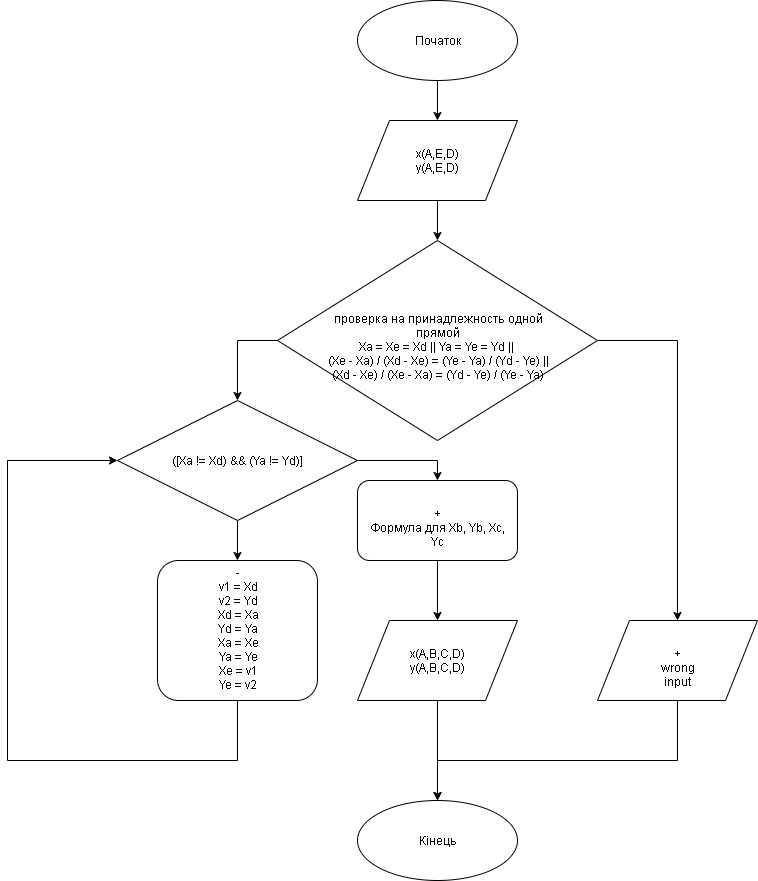 Початок
x(A,E,D)
y(A,E,D)
проверка на принадлежность одной
прямой
Xa = Xe = Xd || Ya = Ye = Yd ||
(Xe - Xa) / (Xd - Xe) = (Ye - Ya) / (Yd - Ye) ||
(Xd - Xe) / (Xe - Xa) = (Yd - Ye) / (Ye - Ya)
([Xa != Xd) && (Ya != Yd)]
+
Формула для Xb, Yb, Xc,
Yc
-
v1 = Xd
v2 = Yd
Xd = Xa
Yd = Ya
Xa = Xe
Ya = Ye
Xe = v1
Ye = v2
x(A,B,C,D)
y(A,B,C,D)
+
wrong
input
Кінець